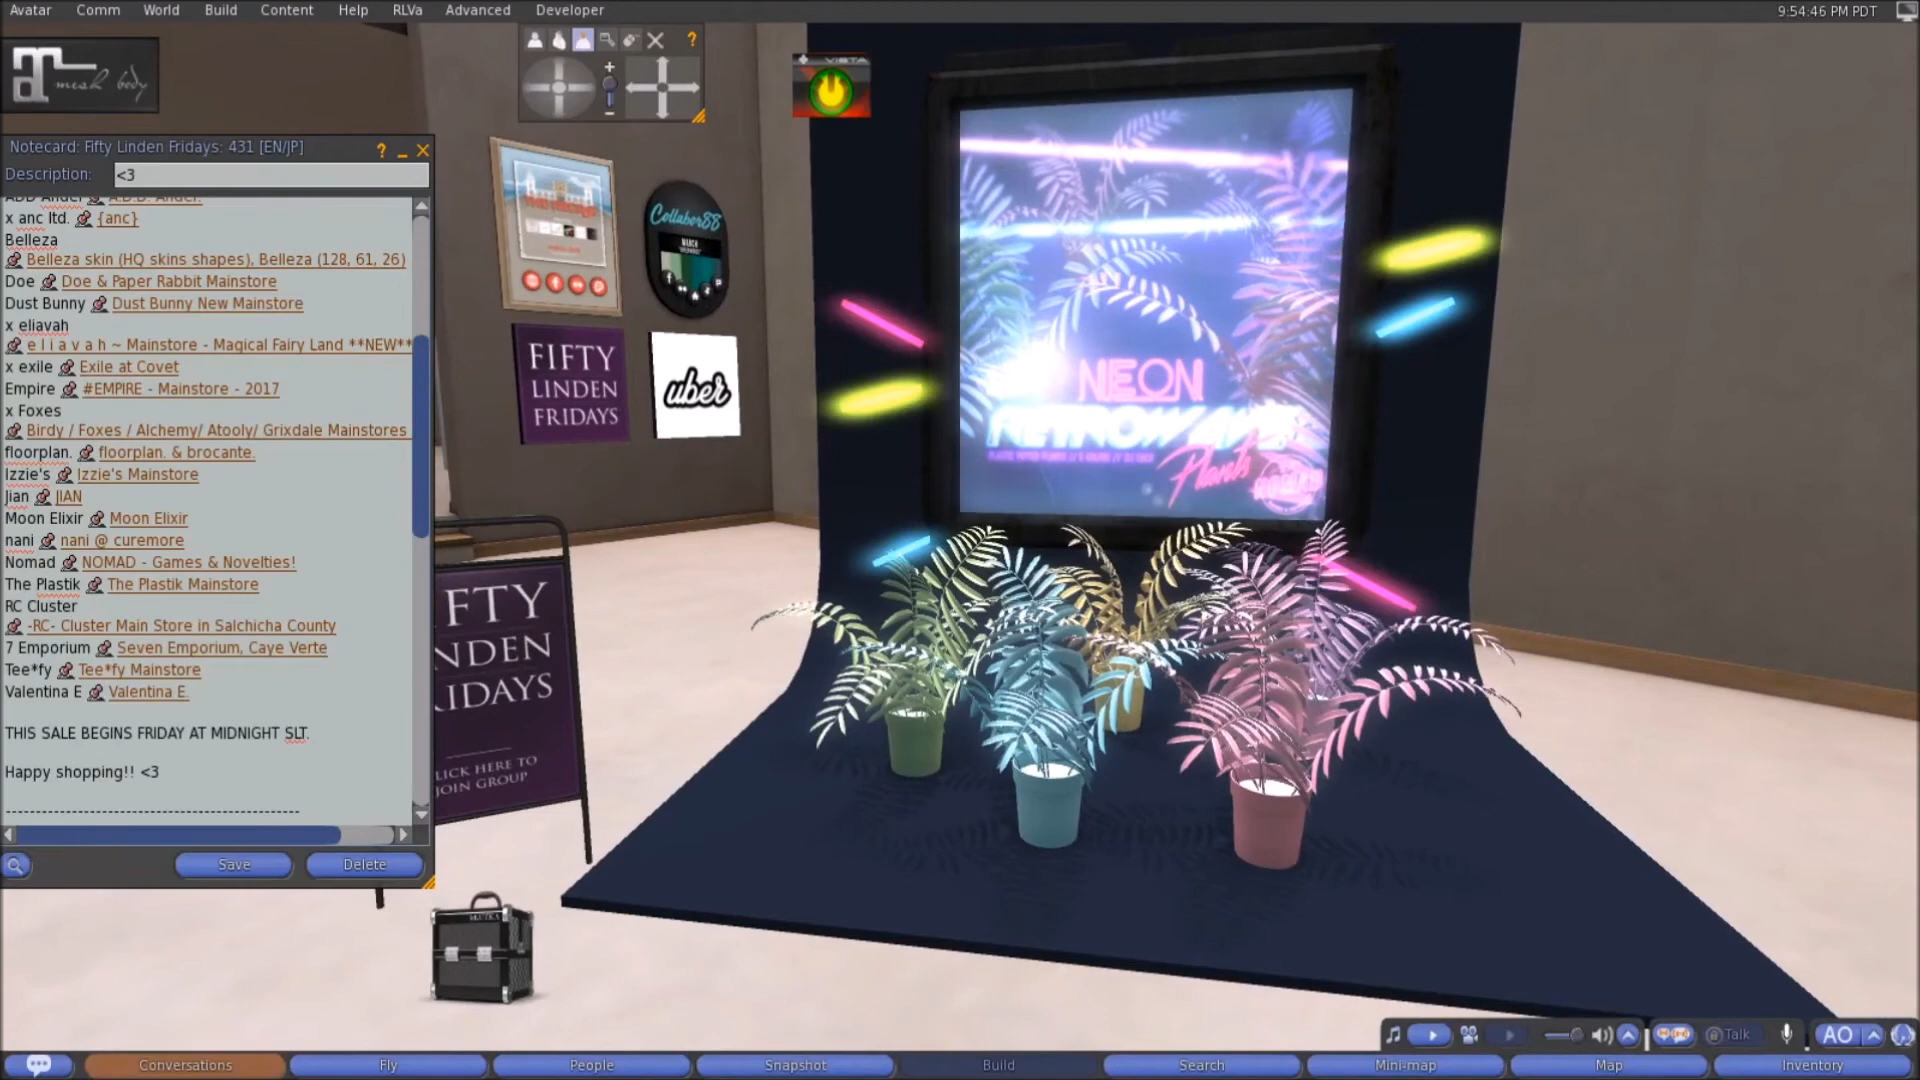 Avatar Comm World Build Content Help RLVa Advanced Developer
9:54:46 PM PDT
mesh body
Notecard: Fifty Linden Fridays: 431 [EN/JP]
Description: <3
x anc ltd. {anc}
Belleza
Belleza skin (HQ skins shapes), Belleza (128, 61, 26)
Doe Doe & Paper Rabbit Mainstore
Dust Bunny Dust Bunny New Mainstore
x eliavah
e l i a v a h ~ Mainstore - Magical Fairy Land **NEW**
x exile Exile at Covet
Empire #EMPIRE - Mainstore - 2017
x Foxes
Birdy / Foxes / Alchemy/ Atooly/ Grixdale Mainstores
floorplan. floorplan. & brocante.
Izzie's Izzie's Mainstore
Jian JIAN
Moon Elixir Moon Elixir
nani nani @ curemore
Nomad NOMAD - Games & Novelties!
The Plastik The Plastik Mainstore
RC Cluster
-RC- Cluster Main Store in Salchicha County
7 Emporium Seven Emporium, Caye Verte
Tee*fy Tee*fy Mainstore
Valentina E Valentina E.
THIS SALE BEGINS FRIDAY AT MIDNIGHT SLT.
Happy shopping!! <3
---------------------------------------
Save Delete
VISTA
Collabor88
MARCH
FIFTY
LINDEN
FRIDAYS
uber
NEON
RETROWAVE
Plants
FTY
NDEN
IDAYS
LICK HERE TO
JOIN GROUP
Talk
AO
Conversations Fly People Snapshot Build Search Mini-map Map Inventory